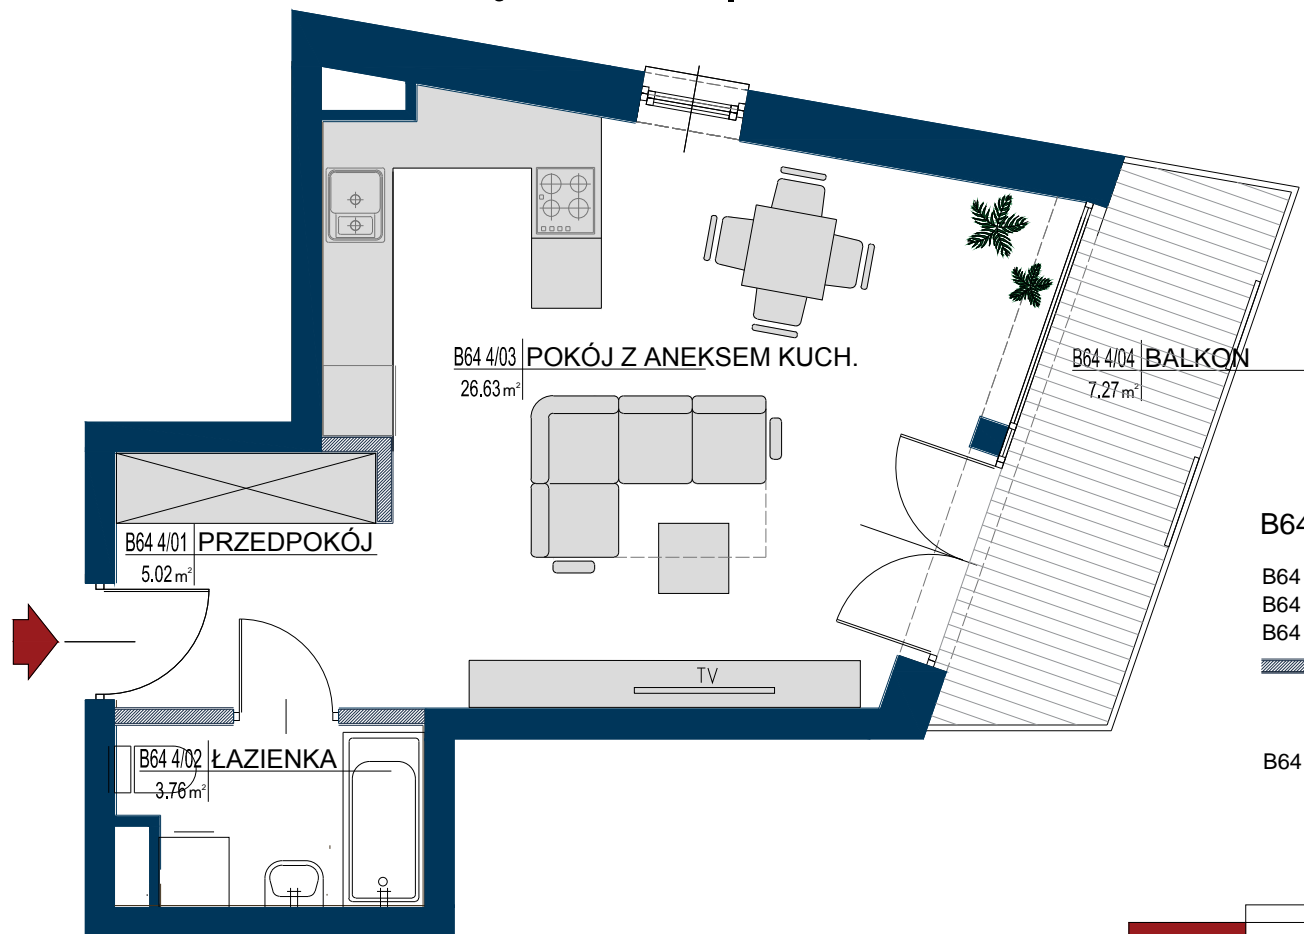 B64 4/03 POKÓJ Z ANEKSEM KUCH.
26.63 m²
B64 4/04 BALKON
7.27 m²
B64 4/01 PRZEDPOKÓJ
5.02 m²
B64
B64
B64
B64
TV
B64 4/02 ŁAZIENKA
3.76 m²
B64